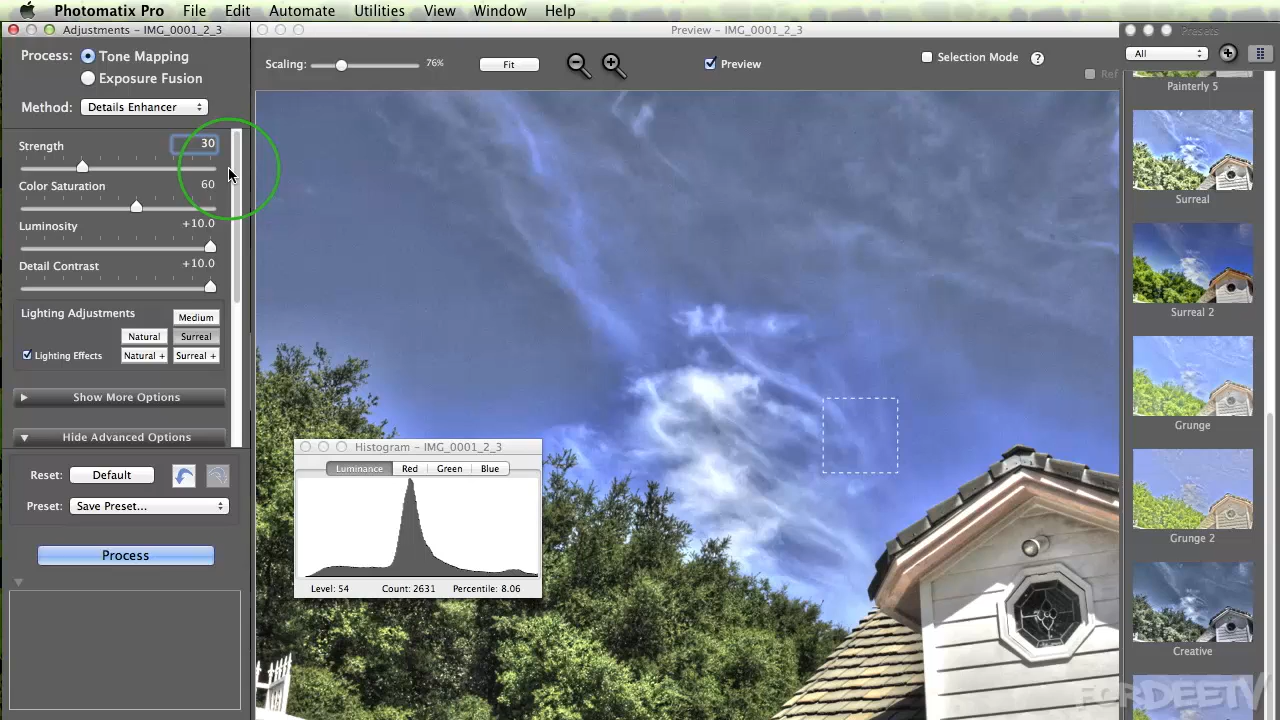 Photomatix Pro File Edit Automate Utilities View Window Help
Adjustments – IMG_0001_2_3
Preview – IMG_0001_2_3
Presets
Process: Tone Mapping
Exposure Fusion
Method: Details Enhancer
Scaling: 76% Fit Preview Selection Mode ?
Ref
All
Strength 30
Color Saturation 60
Luminosity +10.0
Detail Contrast +10.0
Lighting Adjustments Medium
Natural Surreal
Lighting Effects Natural + Surreal +
Show More Options
Hide Advanced Options
Reset: Default
Preset: Save Preset...
Process
Histogram – IMG_0001_2_3
Luminance Red Green Blue
Level: 54 Count: 2631 Percentile: 8.06
Painterly 5
Surreal
Surreal 2
Grunge
Grunge 2
Creative
FORDEETV